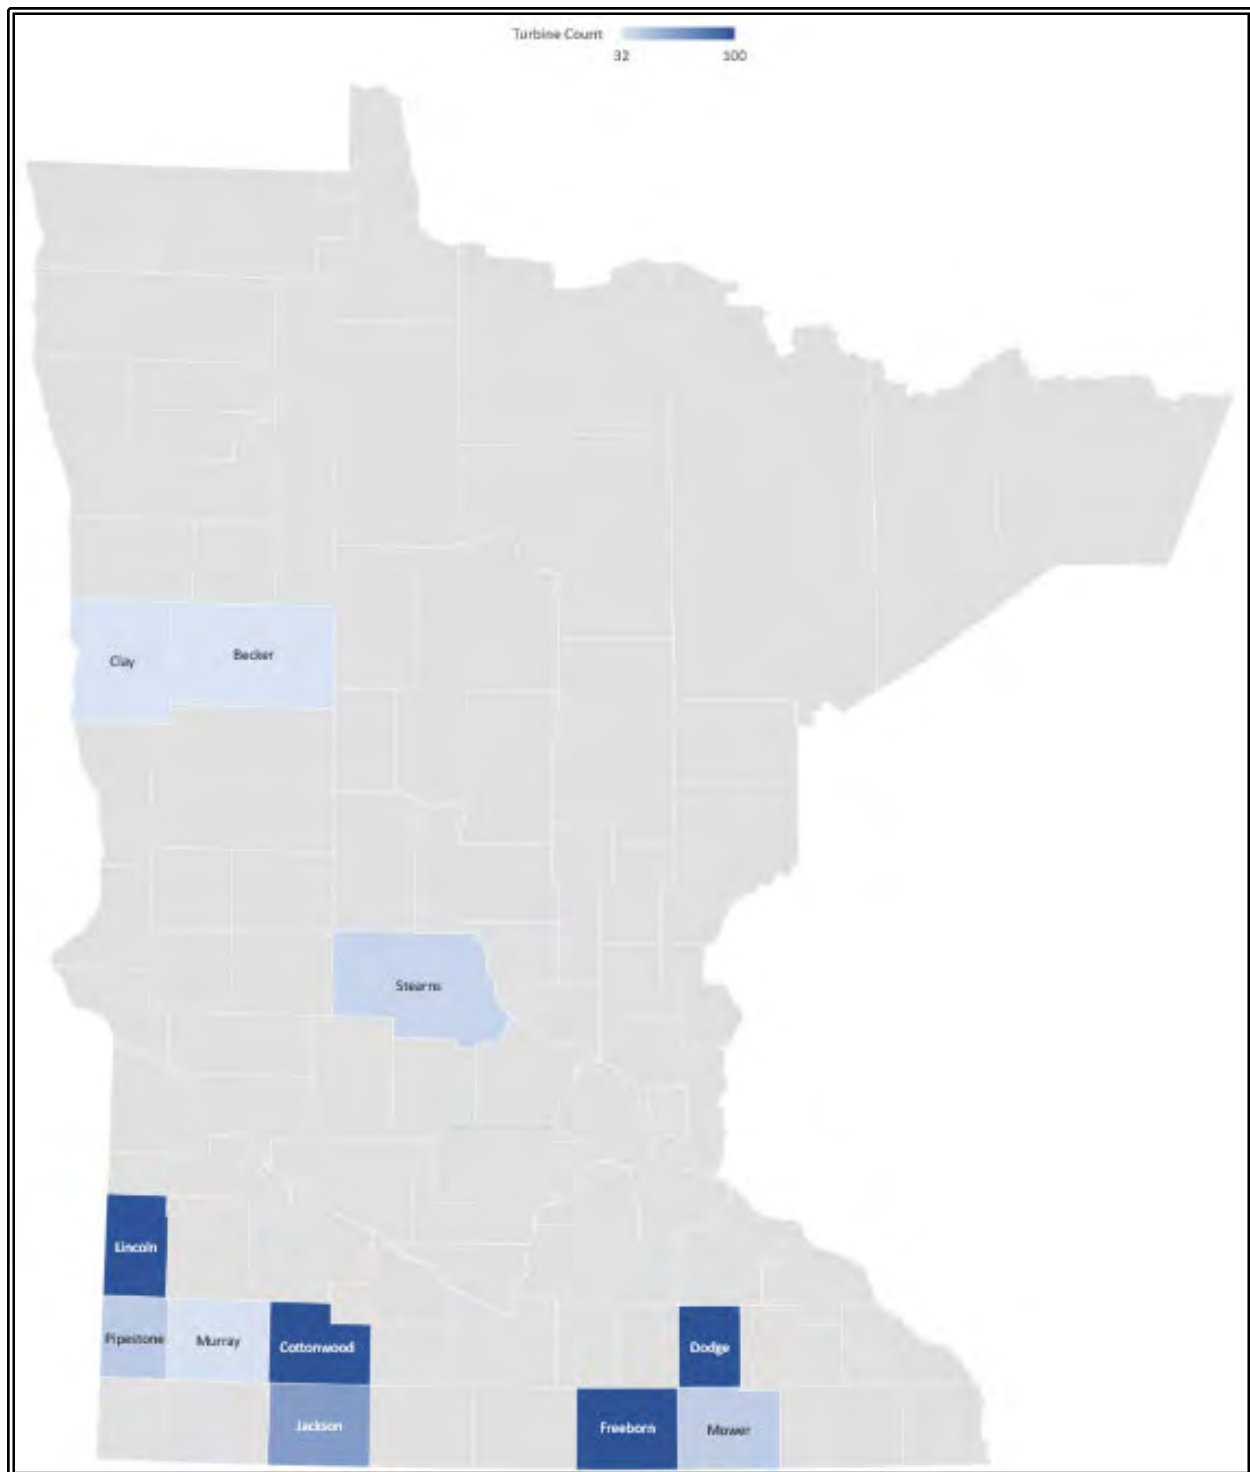 Turbine Count
32 100
Clay
Becker
Stearns
Lincoln
Pipestone
Murray
Cottonwood
Dodge
Jackson
Freeborn
Mower